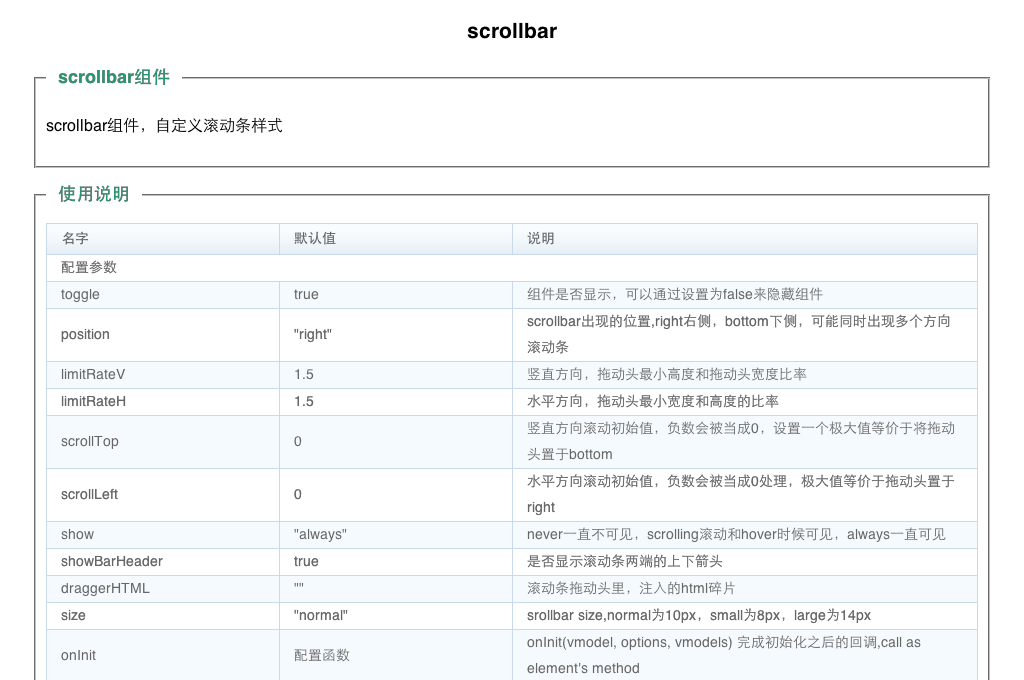 scrollbar
scrollbar组件
scrollbar组件，自定义滚动条样式
使用说明
名字 默认值 说明
配置参数
toggle true 组件是否显示，可以通过设置为false来隐藏组件
position "right" scrollbar出现的位置,right右侧，bottom下侧，可能同时出现多个方向
滚动条
limitRateV 1.5 竖直方向，拖动头最小高度和拖动头宽度比率
limitRateH 1.5 水平方向，拖动头最小宽度和高度的比率
scrollTop 0 竖直方向滚动初始值，负数会被当成0，设置一个极大值等价于将拖动
头置于bottom
scrollLeft 0 水平方向滚动初始值，负数会被当成0处理，极大值等价于拖动头置于
right
show "always" never一直不可见，scrolling滚动和hover时候可见，always一直可见
showBarHeader true 是否显示滚动条两端的上下箭头
draggerHTML "" 滚动条拖动头里，注入的html碎片
size "normal" srollbar size,normal为10px，small为8px，large为14px
onInit 配置函数 onInit(vmodel, options, vmodels) 完成初始化之后的回调,call as
element's method